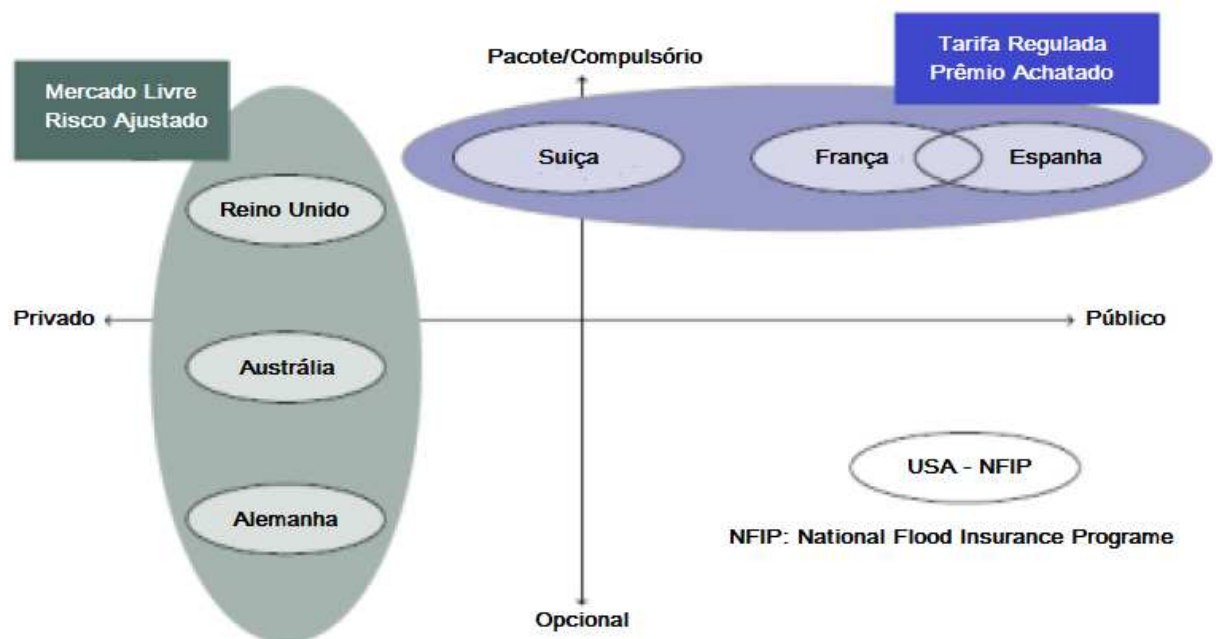 Pacote/Compulsório
Tarifa Regulada
Prêmio Achatado
Mercado Livre
Risco Ajustado
Suiça
França
Espanha
Reino Unido
Privado
Público
Austrália
USA - NFIP
Alemanha
NFIP: National Flood Insurance Programe
Opcional